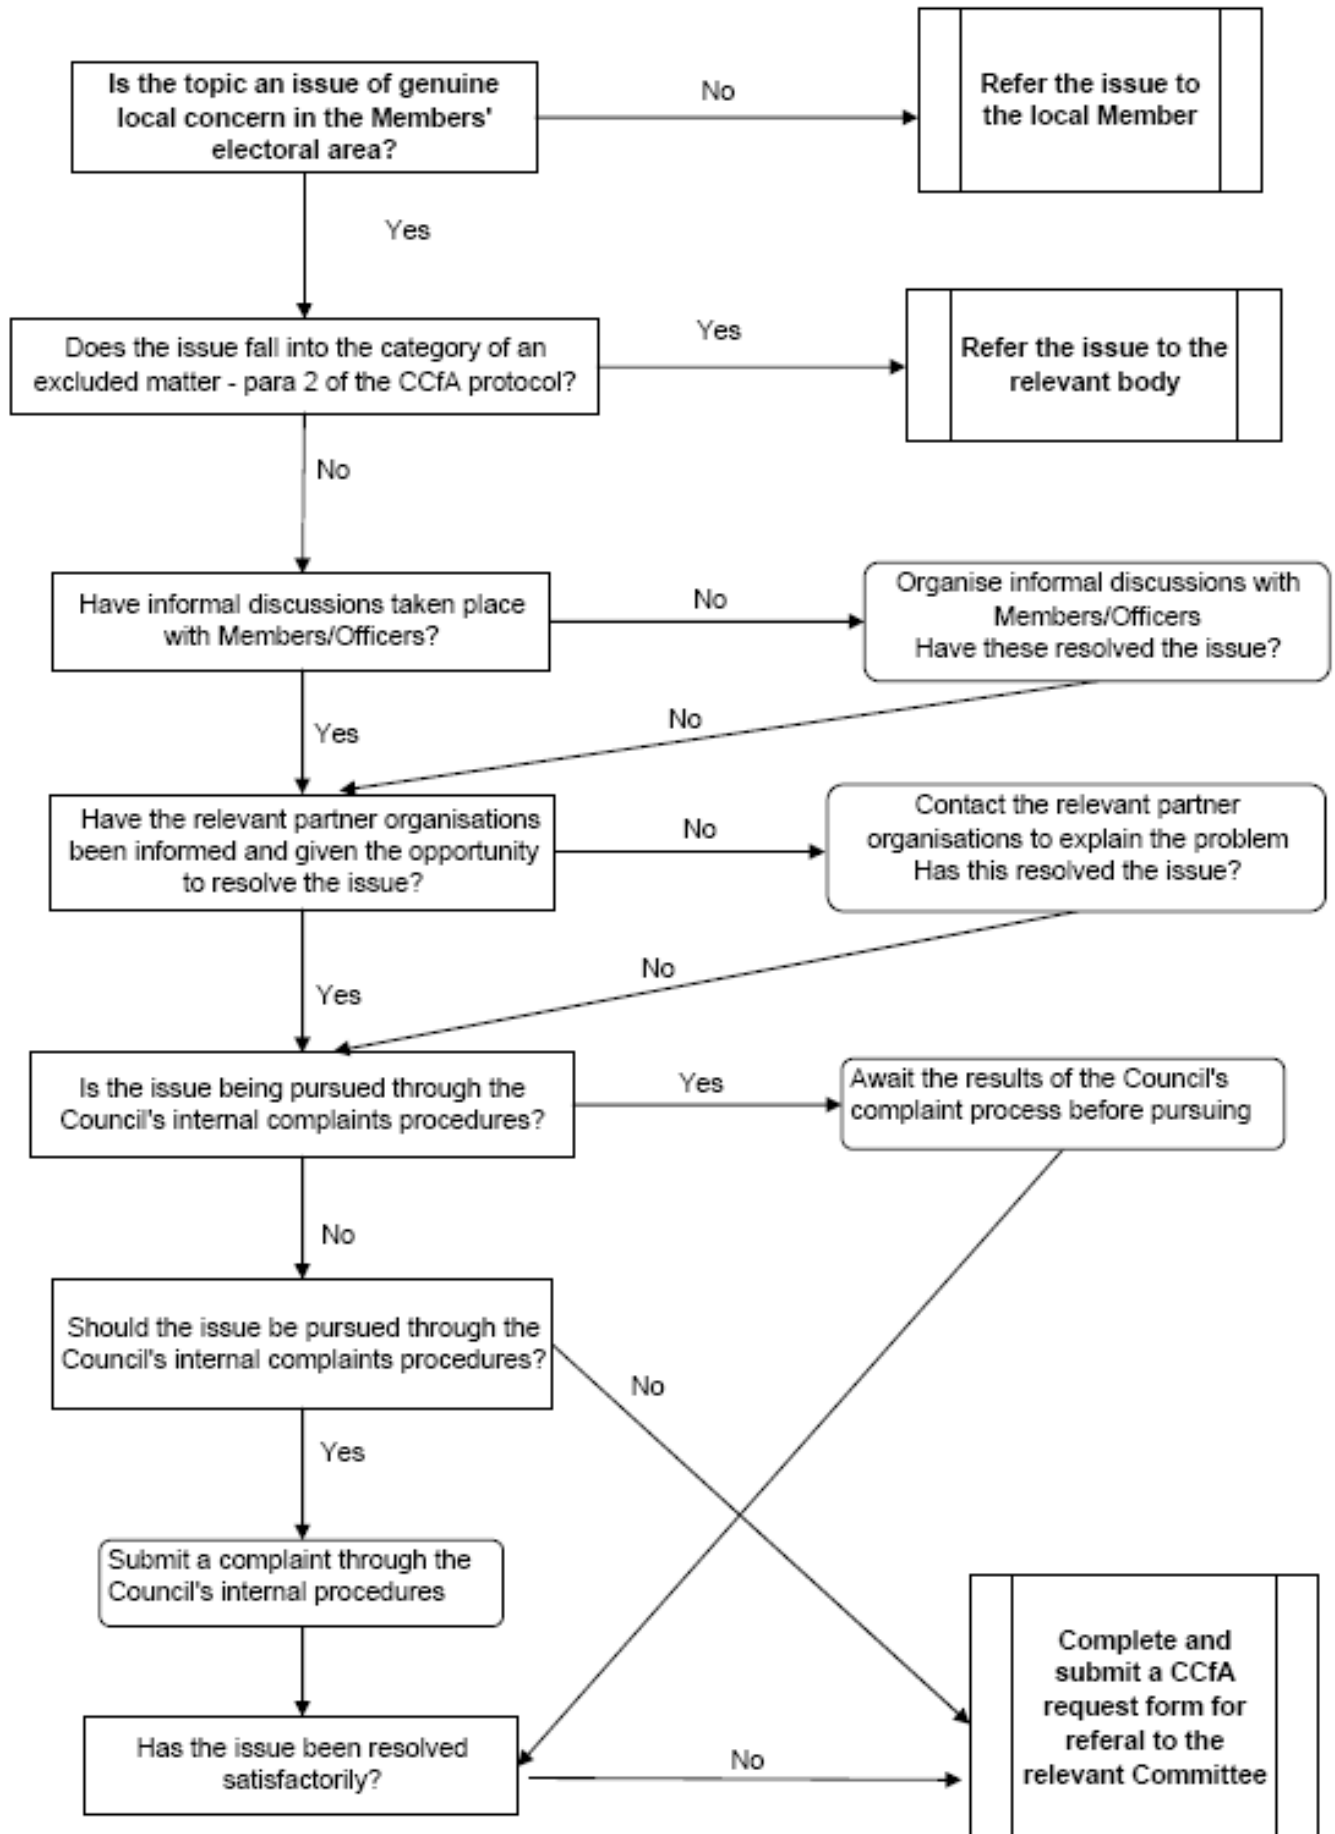 Is the topic an issue of genuine
local concern in the Members'
electoral area?
No
Refer the issue to
the local Member
Yes
Does the issue fall into the category of an
excluded matter - para 2 of the CCfA protocol?
Yes
Refer the issue to the
relevant body
No
Have informal discussions taken place
with Members/Officers?
No
Organise informal discussions with
Members/Officers
Have these resolved the issue?
Yes
No
Have the relevant partner organisations
been informed and given the opportunity
to resolve the issue?
No
Contact the relevant partner
organisations to explain the problem
Has this resolved the issue?
Yes
No
Is the issue being pursued through the
Council's internal complaints procedures?
Yes
Await the results of the Council's
complaint process before pursuing
No
Should the issue be pursued through the
Council's internal complaints procedures?
No
Yes
Submit a complaint through the
Council's internal procedures
Has the issue been resolved
satisfactorily?
No
Complete and
submit a CCfA
request form for
referal to the
relevant Committee